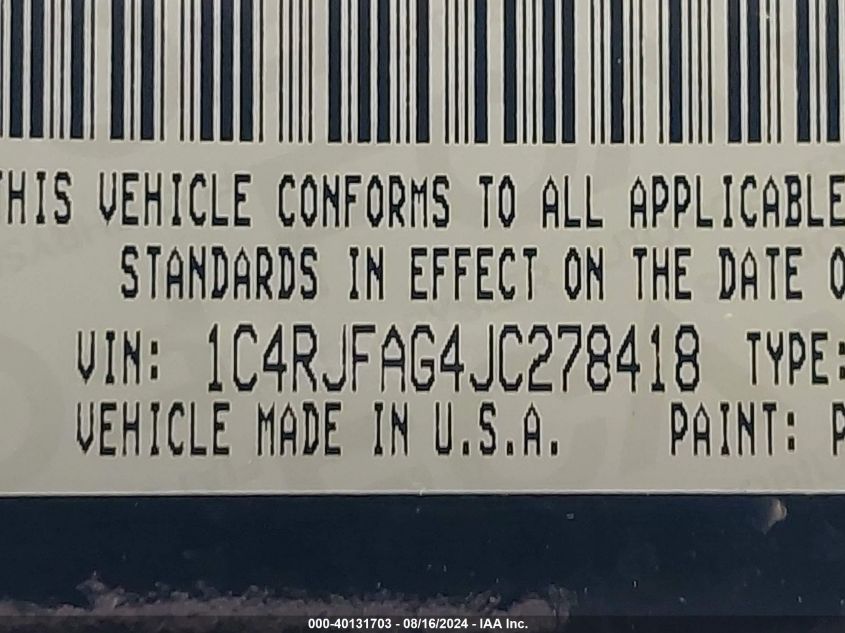 THIS VEHICLE CONFORMS TO ALL APPLICABLE
STANDARDS IN EFFECT ON THE DATE O
VIN: 1C4RJFAG4JC278418 TYPE:
VEHICLE MADE IN U.S.A. PAINT: P
000-40131703 - 08/16/2024 - IAA Inc.